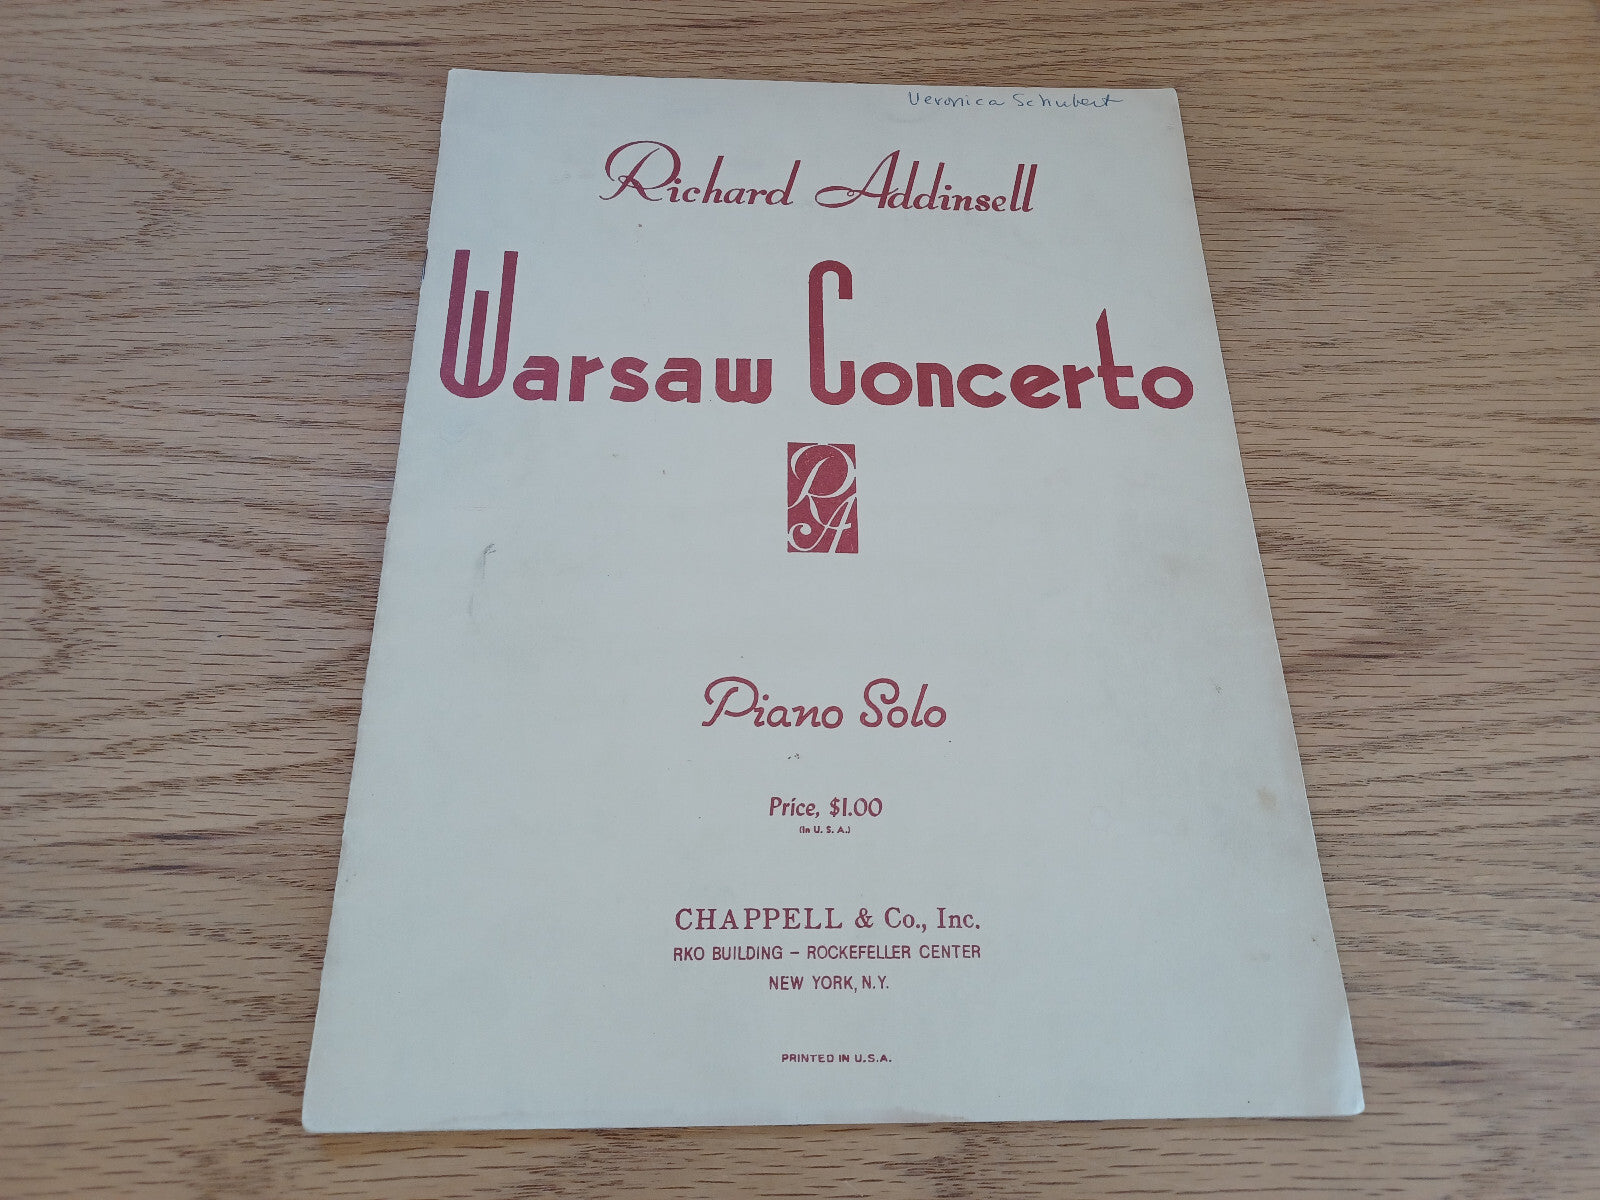 Veronica Schubert
Richard Addinsell
Warsaw Concerto
RA
Piano Solo
Price, $1.00
(In U. S. A.)
CHAPPELL & Co., Inc.
RKO BUILDING – ROCKEFELLER CENTER
NEW YORK, N.Y.
PRINTED IN U.S.A.